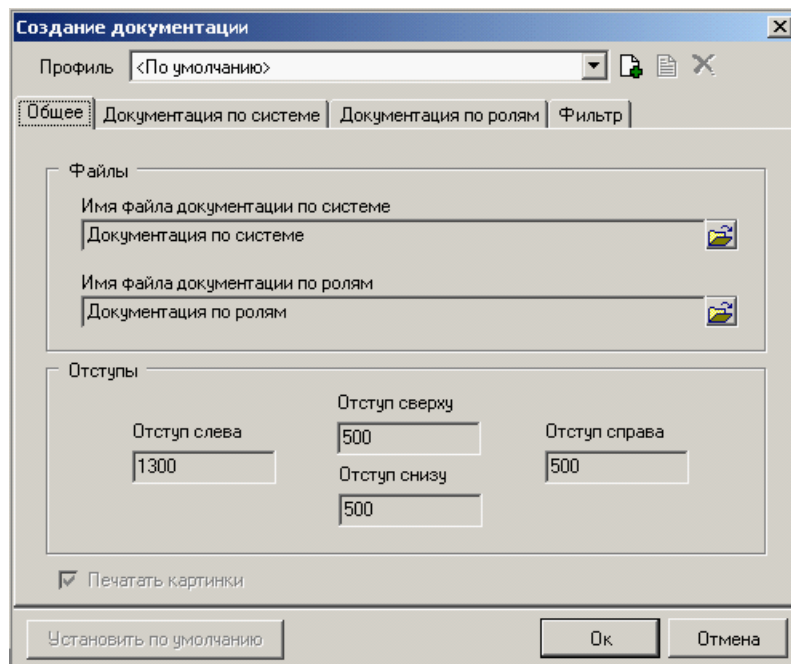 Создание документации
Профиль <По умолчанию>
Общее Документация по системе Документация по ролям Фильтр
Файлы
Имя файла документации по системе
Документация по системе
Имя файла документации по ролям
Документация по ролям
Отступы
Отступ сверху
Отступ слева
500
Отступ справа
1300
Отступ снизу
500
500
Печатать картинки
Установить по умолчанию Ок Отмена